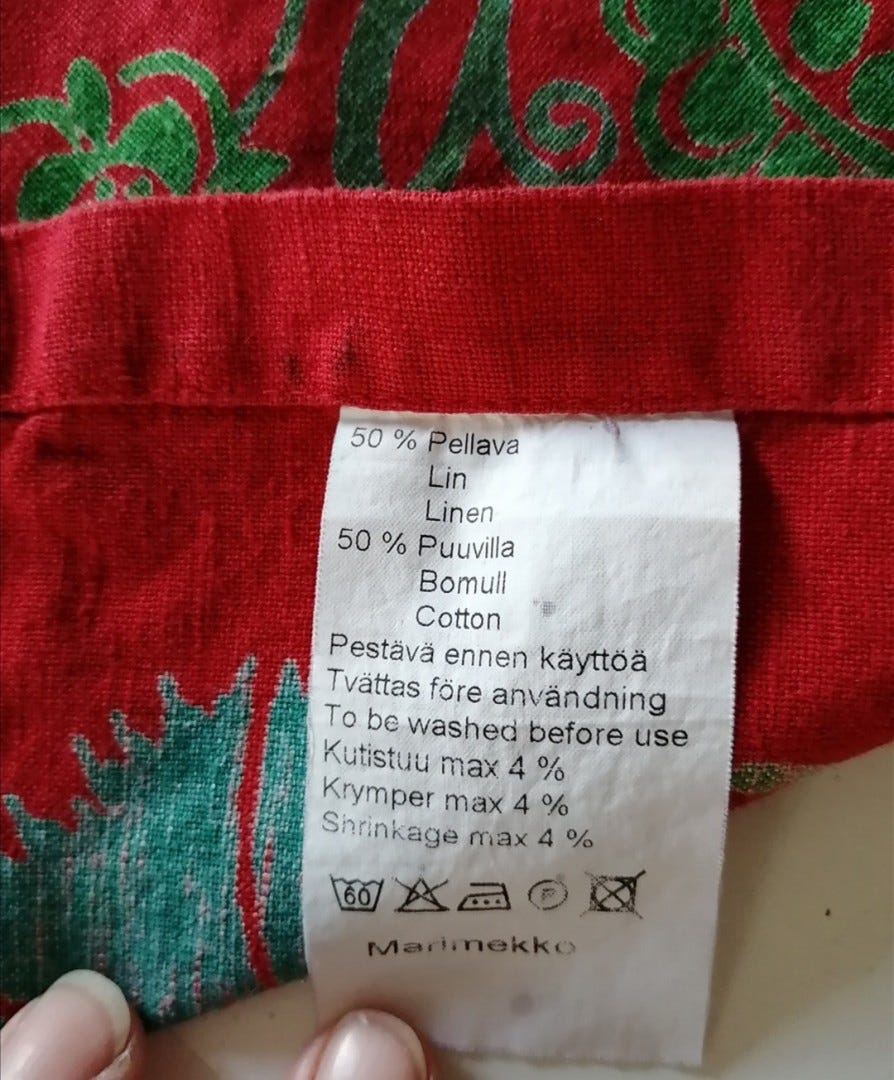 50 % Pellava
Lin
Linen
50 % Puuvilla
Bomull
Cotton
Pestävä ennen käyttöä
Tvättas före användning
To be washed before use
Kutistuu max 4 %
Krymper max 4 %
Shrinkage max 4 %
60 P
Marimekko